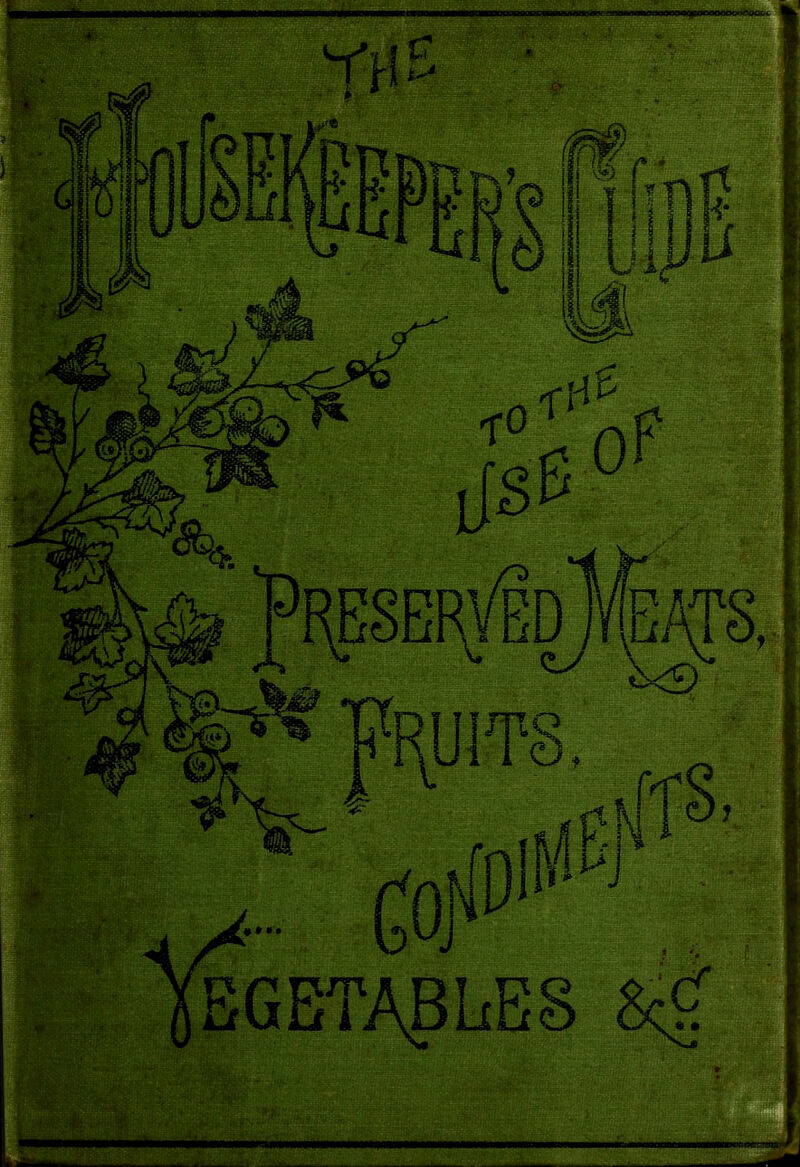 THE
HOUSEKEEPER'S GUIDE
TO THE
USE OF
PRESERVED MEATS,
FRUITS,
CONDIMENTS,
VEGETABLES &c